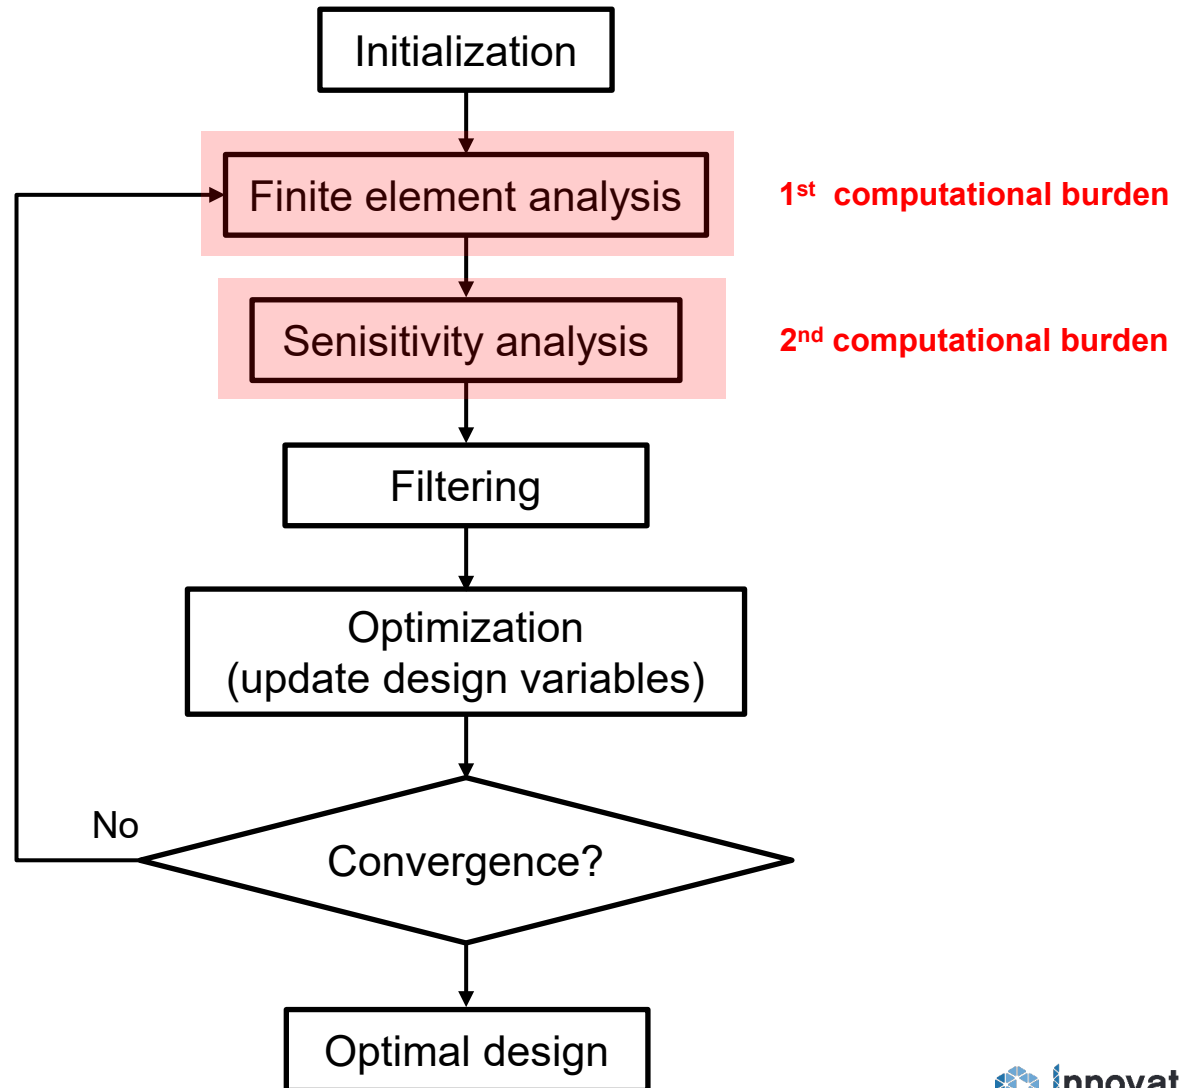 Initialization
Finite element analysis
1st computational burden
Senisitivity analysis
2nd computational burden
Filtering
Optimization
(update design variables)
No
Convergence?
Optimal design